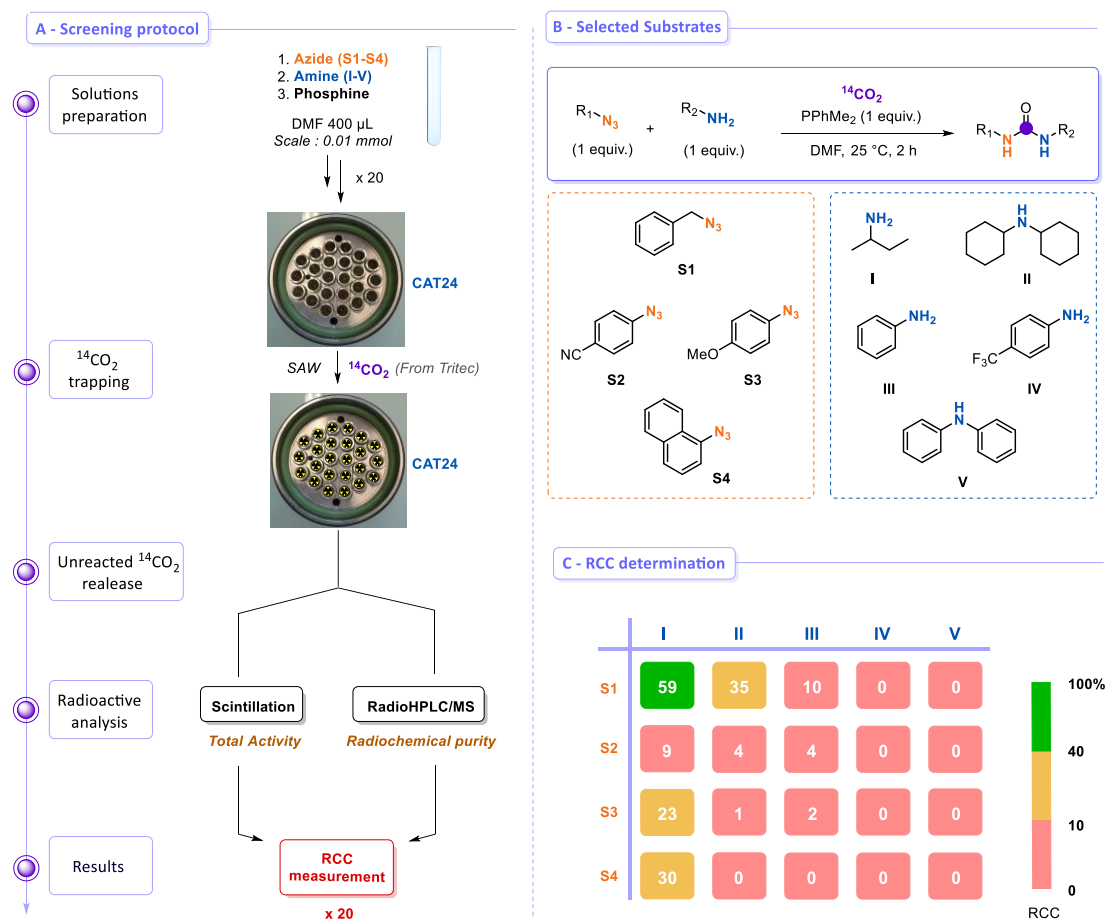 A - Screening protocol
Solutions
preparation
1. Azide (S1-S4)
2. Amine (I-V)
3. Phosphine
DMF 400 µL
Scale : 0.01 mmol
x 20
CAT24
¹⁴CO₂
trapping
SAW
¹⁴CO₂ (From Tritec)
CAT24
Unreacted ¹⁴CO₂
realease
Radioactive
analysis
Scintillation
RadioHPLC/MS
Total Activity
Radiochemical purity
Results
RCC
measurement
x 20
B - Selected Substrates
R₁ N₃
(1 equiv.)
+
R₂ NH₂
(1 equiv.)
¹⁴CO₂
PPhMe₂ (1 equiv.)
DMF, 25 °C, 2 h
O
R₁ N N R₂
H H
N₃
S1
N₃
NC
S2
N₃
MeO
S3
N₃
S4
NH₂
I
H
N
II
NH₂
III
NH₂
F₃C
IV
H
N
V
C - RCC determination
I II III IV V
S1 59 35 10 0 0
S2 9 4 4 0 0
S3 23 1 2 0 0
S4 30 0 0 0 0
100%
40
10
0
RCC